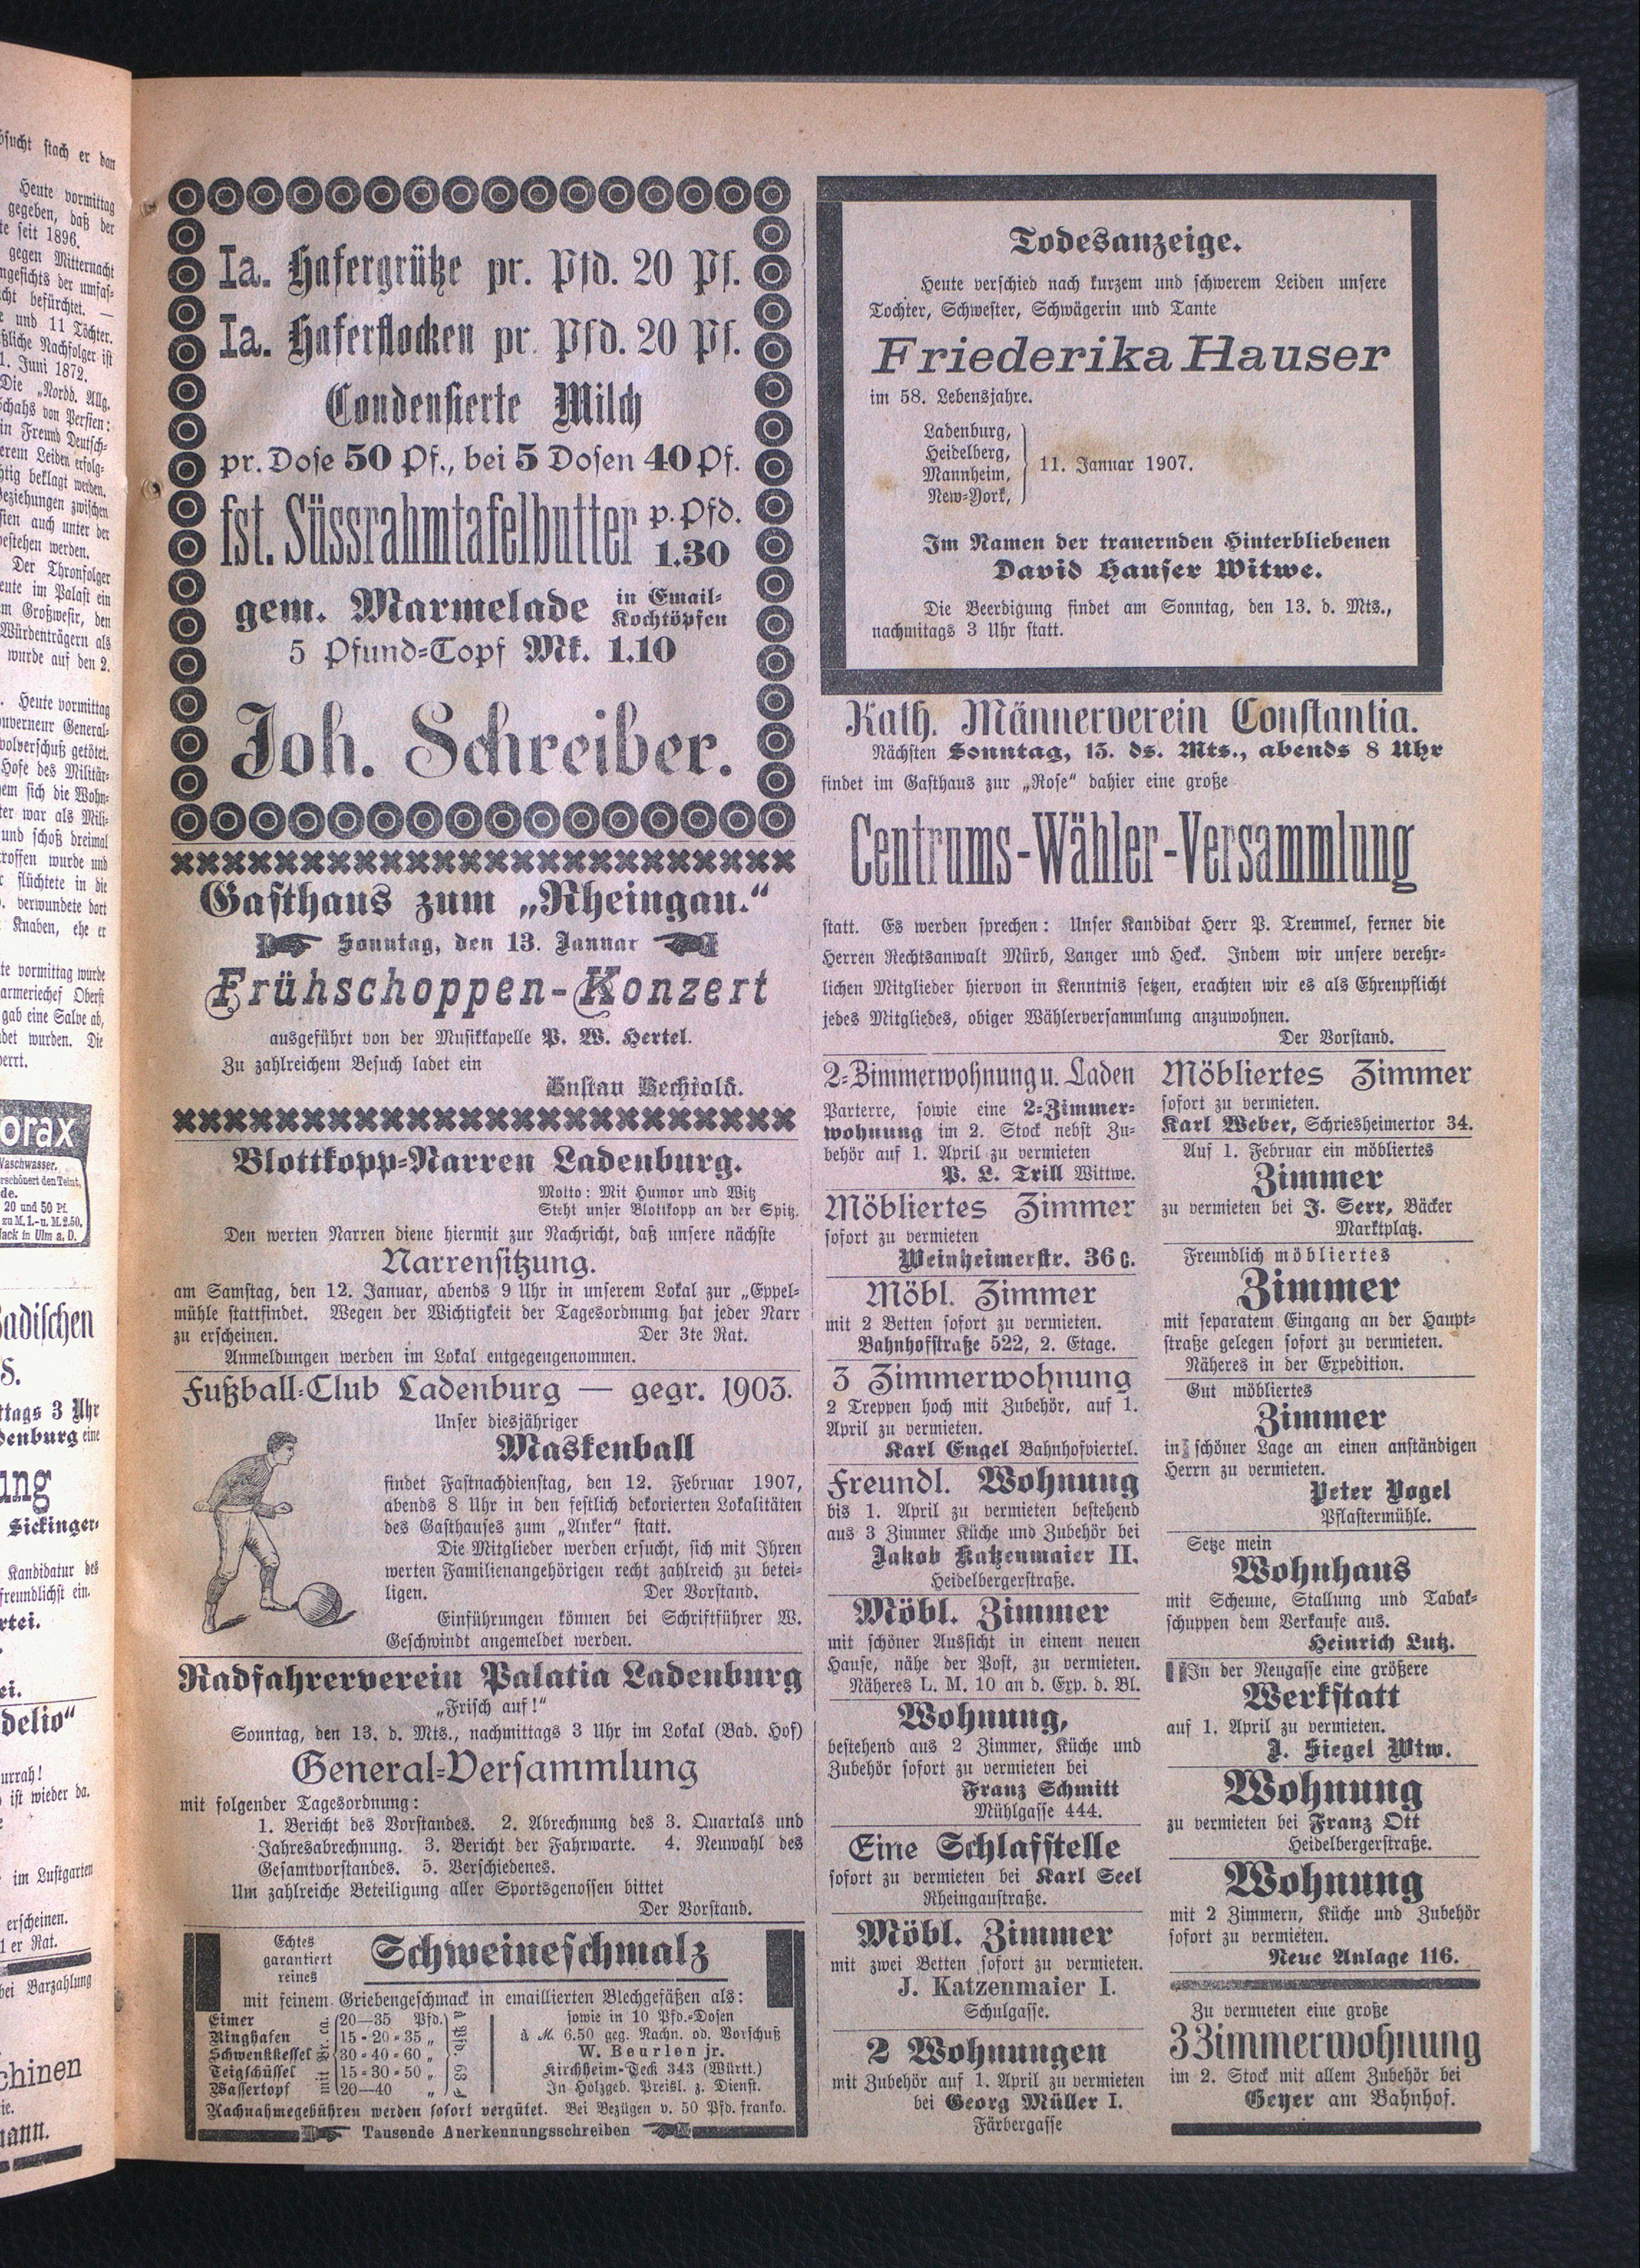 Ia. Hafergrütze pr. Pfd. 20 Pf.
Ia. Haferflocken pr. Pfd. 20 Pf.
Condensierte Milch
pr. Dose 50 Pf., bei 5 Dosen 40 Pf.
fst. Süssrahmtafelbutter p. Pfd. 1.30
gem. Marmelade in Email-Kochtöpfen
5 Pfund-Topf Mk. 1.10
Joh. Schreiber.
Gasthaus zum „Rheingau.“
Sonntag, den 13. Januar
Frühschoppen-Konzert
ausgeführt von der Musikkapelle P. W. Hertel.
Zu zahlreichem Besuch ladet ein
Gustav Bechtold.
Blottkopp-Narren Ladenburg.
Motto: Mit Humor und Witz
Steht unser Blottkopp an der Spitz.
Den werten Narren diene hiermit zur Nachricht, daß unsere nächste
Narrensitzung.
am Samstag, den 12. Januar, abends 9 Uhr in unserem Lokal zur „Eppel-
mühle stattfindet. Wegen der Wichtigkeit der Tagesordnung hat jeder Narr
zu erscheinen. Der 3te Rat.
Anmeldungen werden im Lokal entgegengenommen.
Fußball-Club Ladenburg — gegr. 1903.
Unser diesjähriger
Maskenball
findet Fastnachdienstag, den 12. Februar 1907,
abends 8 Uhr in den festlich dekorierten Lokalitäten
des Gasthauses zum „Anker“ statt.
Die Mitglieder werden ersucht, sich mit Ihren
werten Familienangehörigen recht zahlreich zu betei-
ligen. Der Vorstand.
Einführungen können bei Schriftführer W.
Geschwindt angemeldet werden.
Radfahrerverein Palatia Ladenburg
„Frisch auf!“
Sonntag, den 13. d. Mts., nachmittags 3 Uhr im Lokal (Bad. Hof)
General-Versammlung
mit folgender Tagesordnung:
1. Bericht des Vorstandes. 2. Abrechnung des 3. Quartals und
Jahresabrechnung. 3. Bericht der Fahrwarte. 4. Neuwahl des
Gesamtvorstandes. 5. Verschiedenes.
Um zahlreiche Beteiligung aller Sportsgenossen bittet
Der Vorstand.
Echtes
garantiert
reines
Schweineschmalz
mit feinem Griebengeschmack in emaillierten Blechgefäßen als:
Eimer 20—35 Pfd.
Ringhafen 15-20-35 „
Schwenkkessel 30-40-60 „
Teigschüssel 15-30-50 „
Wassertopf 20—40 „
sowie in 10 Pfd.-Dosen
à M. 6.50 geg. Nachn. od. Vorschuß
W. Beurlen jr.
Kirchheim-Teck 343 (Württ.)
In Holzgeb. Preisl. z. Dienst.
Nachnahmegebühren werden sofort vergütet. Bei Bezügen v. 50 Pfd. franko.
Tausende Anerkennungsschreiben
Todesanzeige.
Heute verschied nach kurzem und schwerem Leiden unsere
Tochter, Schwester, Schwägerin und Tante
Friederika Hauser
im 58. Lebensjahre.
Ladenburg,
Heidelberg,
Mannheim,
New-York,
11. Januar 1907.
Im Namen der trauernden Hinterbliebenen
David Hauser Witwe.
Die Beerdigung findet am Sonntag, den 13. d. Mts.,
nachmitags 3 Uhr statt.
Kath. Männerverein Constantia.
Nächsten Sonntag, 13. ds. Mts., abends 8 Uhr
findet im Gasthaus zur „Rose“ dahier eine große
Centrums-Wähler-Versammlung
statt. Es werden sprechen: Unser Kandidat Herr P. Tremmel, ferner die
Herren Rechtsanwalt Mürb, Langer und Heck. Indem wir unsere verehr-
lichen Mitglieder hiervon in Kenntnis setzen, erachten wir es als Ehrenpflicht
jedes Mitgliedes, obiger Wählerversammlung anzuwohnen.
Der Vorstand.
2-Zimmerwohnung u. Laden
Parterre, sowie eine 2-Zimmer-
wohnung im 2. Stock nebst Zu-
behör auf 1. April zu vermieten
P. L. Trill Wittwe.
Möbliertes Zimmer
sofort zu vermieten
Weinheimerstr. 36 c.
Möbl. Zimmer
mit 2 Betten sofort zu vermieten.
Bahnhofstraße 522, 2. Etage.
3 Zimmerwohnung
2 Treppen hoch mit Zubehör, auf 1.
April zu vermieten.
Karl Engel Bahnhofviertel.
Freundl. Wohnung
bis 1. April zu vermieten bestehend
aus 3 Zimmer Küche und Zubehör bei
Jakob Katzenmaier II.
Heidelbergerstraße.
Möbl. Zimmer
mit schöner Aussicht in einem neuen
Hause, nähe der Post, zu vermieten.
Näheres L. M. 10 an d. Exp. d. Bl.
Wohnung,
bestehend aus 2 Zimmer, Küche und
Zubehör sofort zu vermieten bei
Franz Schmitt
Mühlgasse 444.
Eine Schlafstelle
sofort zu vermieten bei Karl Seel
Rheingaustraße.
Möbl. Zimmer
mit zwei Betten sofort zu vermieten.
J. Katzenmaier I.
Schulgasse.
2 Wohnungen
mit Zubehör auf 1. April zu vermieten
bei Georg Müller I.
Färbergasse
Möbliertes Zimmer
sofort zu vermieten.
Karl Weber, Schriesheimertor 34.
Auf 1. Februar ein möbliertes
Zimmer
zu vermieten bei J. Serr, Bäcker
Marktplatz.
Freundlich möbliertes
Zimmer
mit separatem Eingang an der Haupt-
straße gelegen sofort zu vermieten.
Näheres in der Expedition.
Gut möbliertes
Zimmer
in schöner Lage an einen anständigen
Herrn zu vermieten.
Peter Vogel
Pflastermühle.
Setze mein
Wohnhaus
mit Scheune, Stallung und Tabak-
schuppen dem Verkaufe aus.
Heinrich Lutz.
In der Neugasse eine größere
Werkstatt
auf 1. April zu vermieten.
J. Siegel Wtw.
Wohnung
zu vermieten bei Franz Ott
Heidelbergerstraße.
Wohnung
mit 2 Zimmern, Küche und Zubehör
sofort zu vermieten.
Neue Anlage 116.
Zu vermeten eine große
3 Zimmerwohnung
im 2. Stock mit allem Zubehör bei
Geyer am Bahnhof.